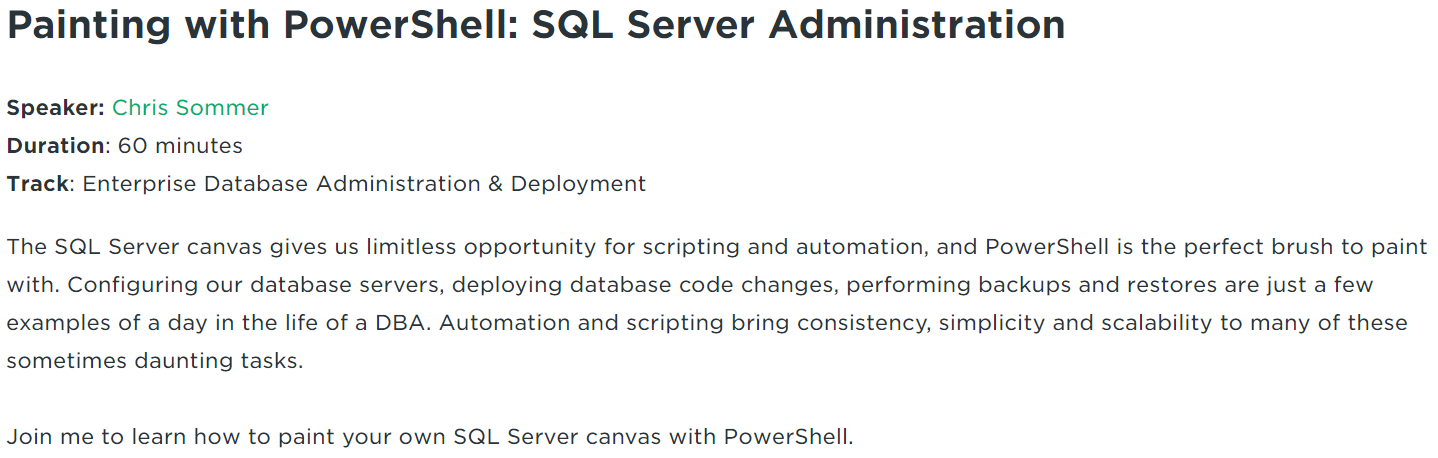 Painting with PowerShell: SQL Server Administration
Speaker: Chris Sommer
Duration: 60 minutes
Track: Enterprise Database Administration & Deployment
The SQL Server canvas gives us limitless opportunity for scripting and automation, and PowerShell is the perfect brush to paint
with. Configuring our database servers, deploying database code changes, performing backups and restores are just a few
examples of a day in the life of a DBA. Automation and scripting bring consistency, simplicity and scalability to many of these
sometimes daunting tasks.
Join me to learn how to paint your own SQL Server canvas with PowerShell.